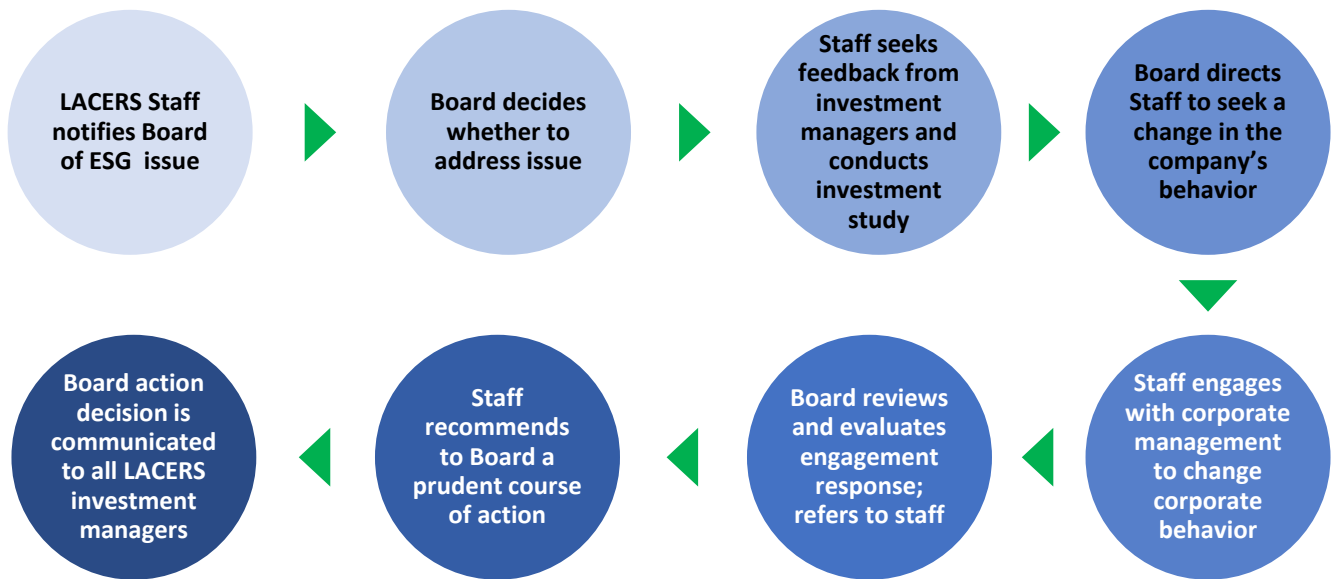 LACERS Staff
notifies Board
of ESG issue
Board decides
whether to
address issue
Staff seeks
feedback from
investment
managers and
conducts
investment
study
Board directs
Staff to seek a
change in the
company’s
behavior
Staff engages
with corporate
management
to change
corporate
behavior
Board reviews
and evaluates
engagement
response;
refers to staff
Staff
recommends
to Board a
prudent course
of action
Board action
decision is
communicated
to all LACERS
investment
managers